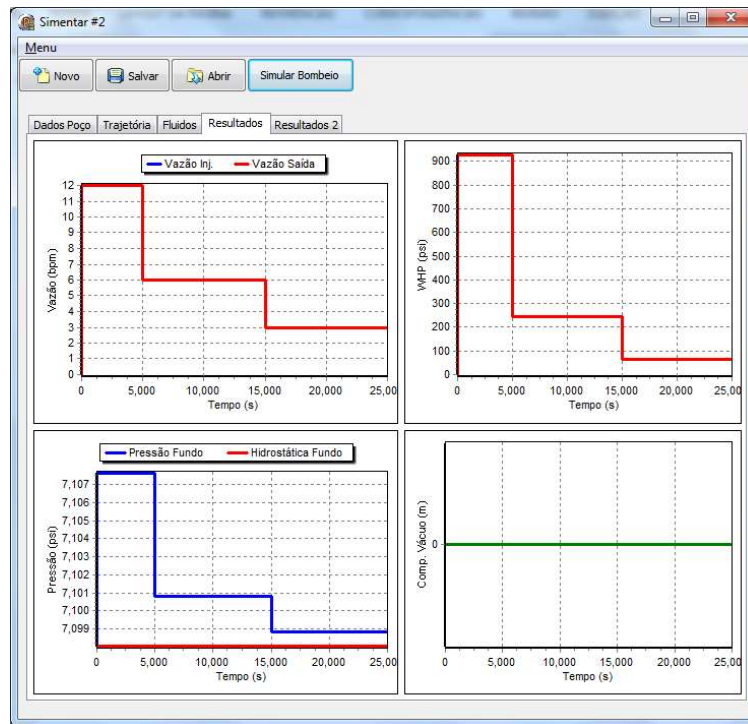 Simentar #2
Menu
Novo Salvar Abrir Simular Bombeio
Dados Poço Trajetória Fluidos Resultados Resultados 2
Vazão Inj. Vazão Saída
Vazão (bpm)
12
11
10
9
8
7
6
5
4
3
2
1
0
0 5,000 10,000 15,000 20,000 25,00
Tempo (s)
WHP (psi)
900
800
700
600
500
400
300
200
100
0
0 5,000 10,000 15,000 20,000 25,00
Tempo (s)
Pressão Fundo Hidrostática Fundo
Pressão (psi)
7,107
7,106
7,105
7,104
7,103
7,102
7,101
7,100
7,099
0 5,000 10,000 15,000 20,000 25,00
Tempo (s)
Comp. Vácuo (m)
0
0 5,000 10,000 15,000 20,000 25,00
Tempo (s)